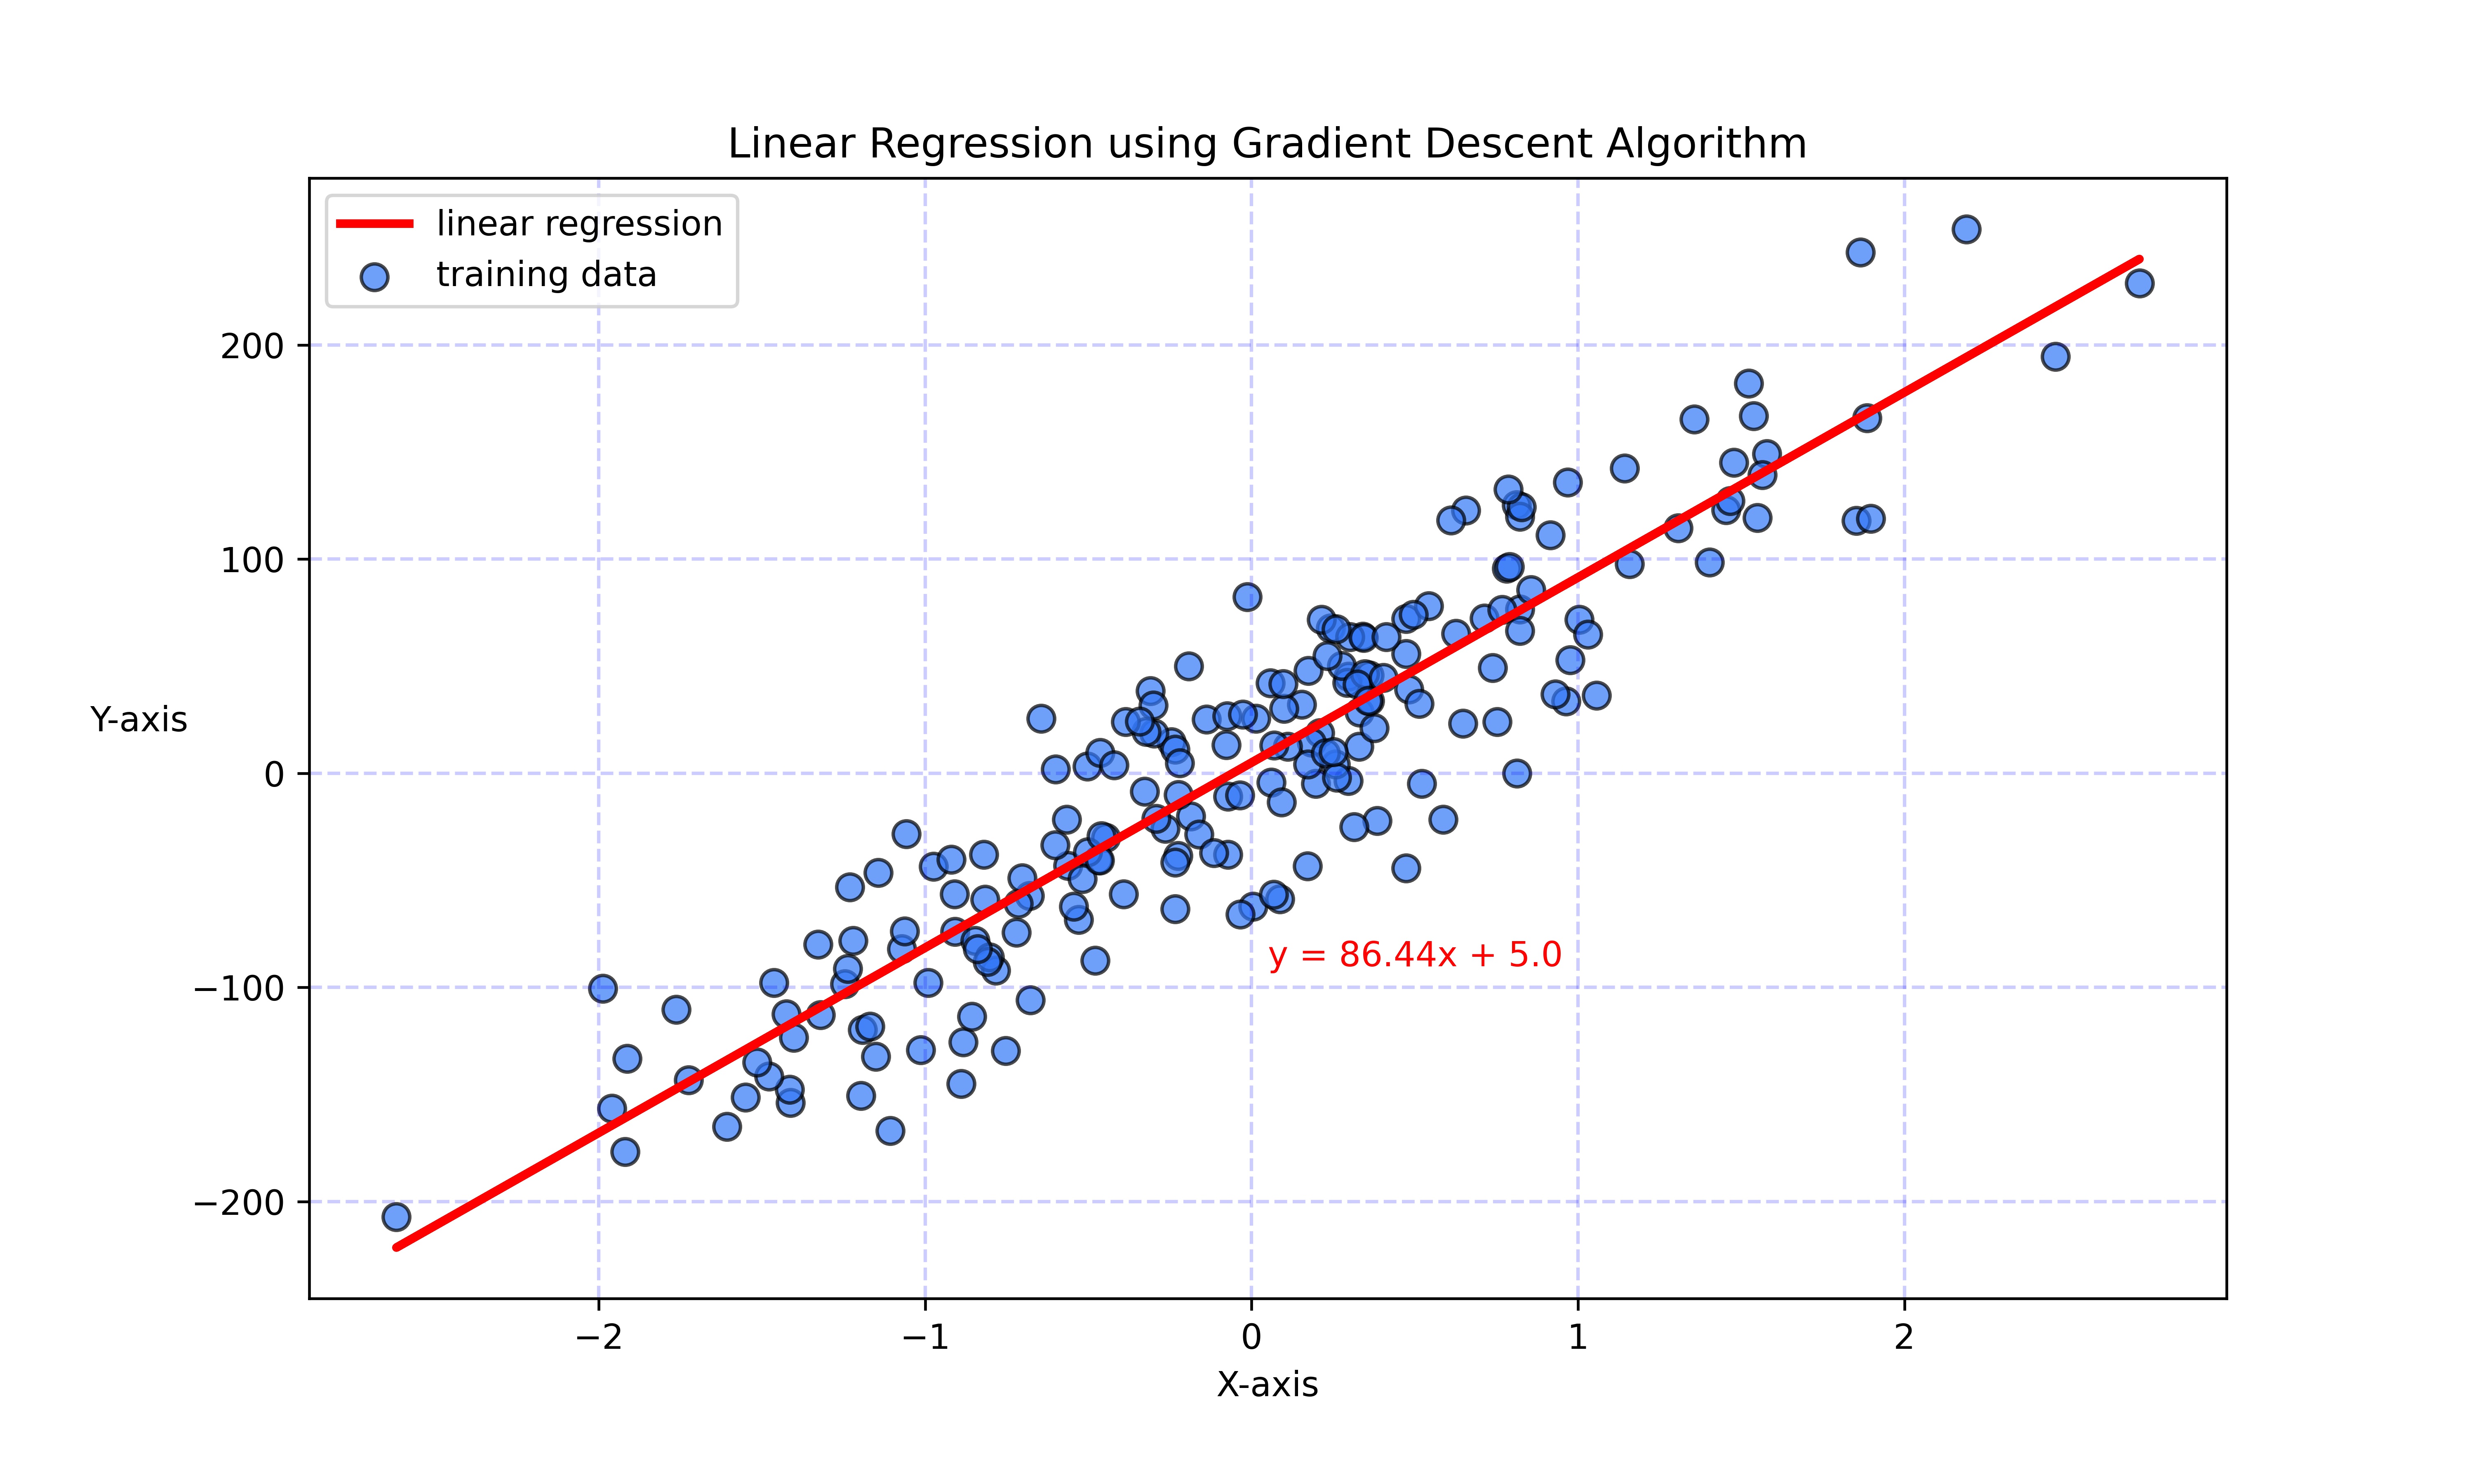 Linear Regression using Gradient Descent Algorithm
linear regression
training data
200
100
0
−100
−200
Y-axis
y = 86.44x + 5.0
−2
−1
0
1
2
X-axis